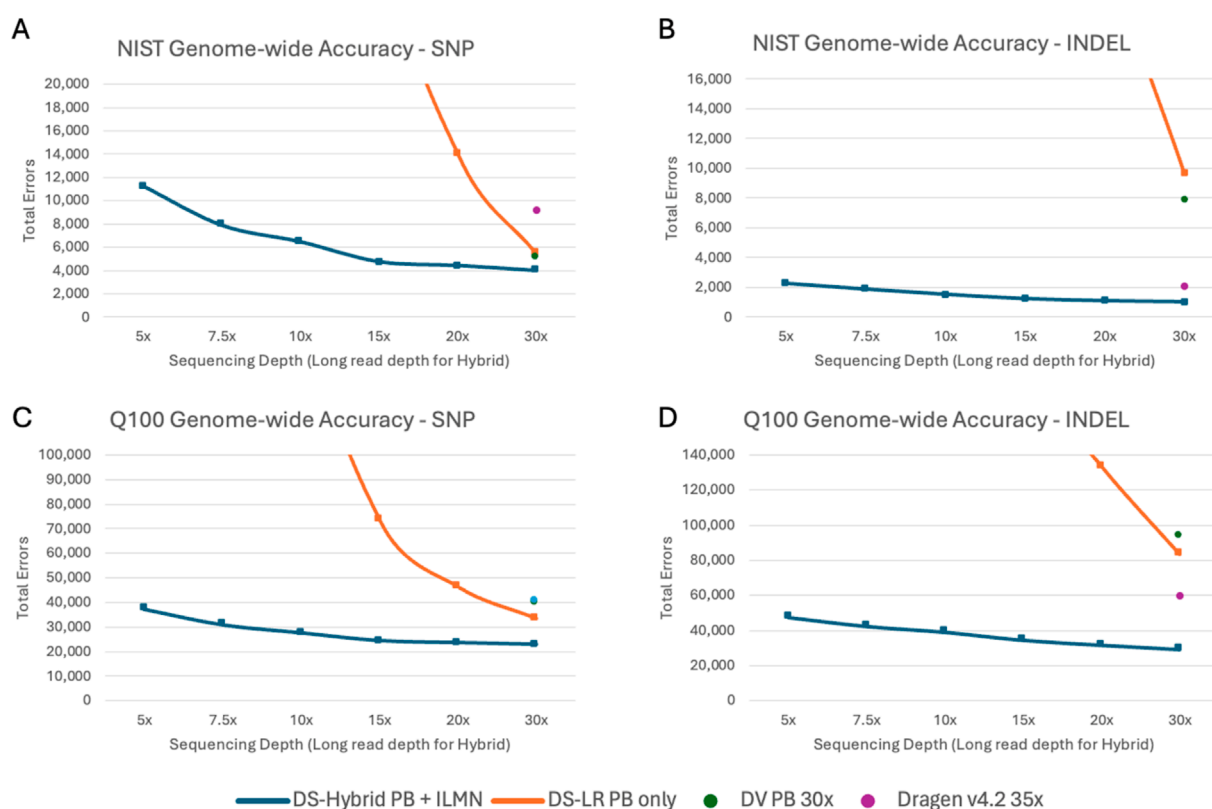 A
NIST Genome-wide Accuracy - SNP
20,000
18,000
16,000
14,000
12,000
10,000
8,000
6,000
4,000
2,000
0
Total Errors
5x 7.5x 10x 15x 20x 30x
Sequencing Depth (Long read depth for Hybrid)
B
NIST Genome-wide Accuracy - INDEL
16,000
14,000
12,000
10,000
8,000
6,000
4,000
2,000
0
Total Errors
5x 7.5x 10x 15x 20x 30x
Sequencing Depth (Long read depth for Hybrid)
C
Q100 Genome-wide Accuracy - SNP
100,000
90,000
80,000
70,000
60,000
50,000
40,000
30,000
20,000
10,000
0
Total Errors
5x 7.5x 10x 15x 20x 30x
Sequencing Depth (Long read depth for Hybrid)
D
Q100 Genome-wide Accuracy - INDEL
140,000
120,000
100,000
80,000
60,000
40,000
20,000
0
Total Errors
5x 7.5x 10x 15x 20x 30x
Sequencing Depth (Long read depth for Hybrid)
DS-Hybrid PB + ILMN DS-LR PB only DV PB 30x Dragen v4.2 35x